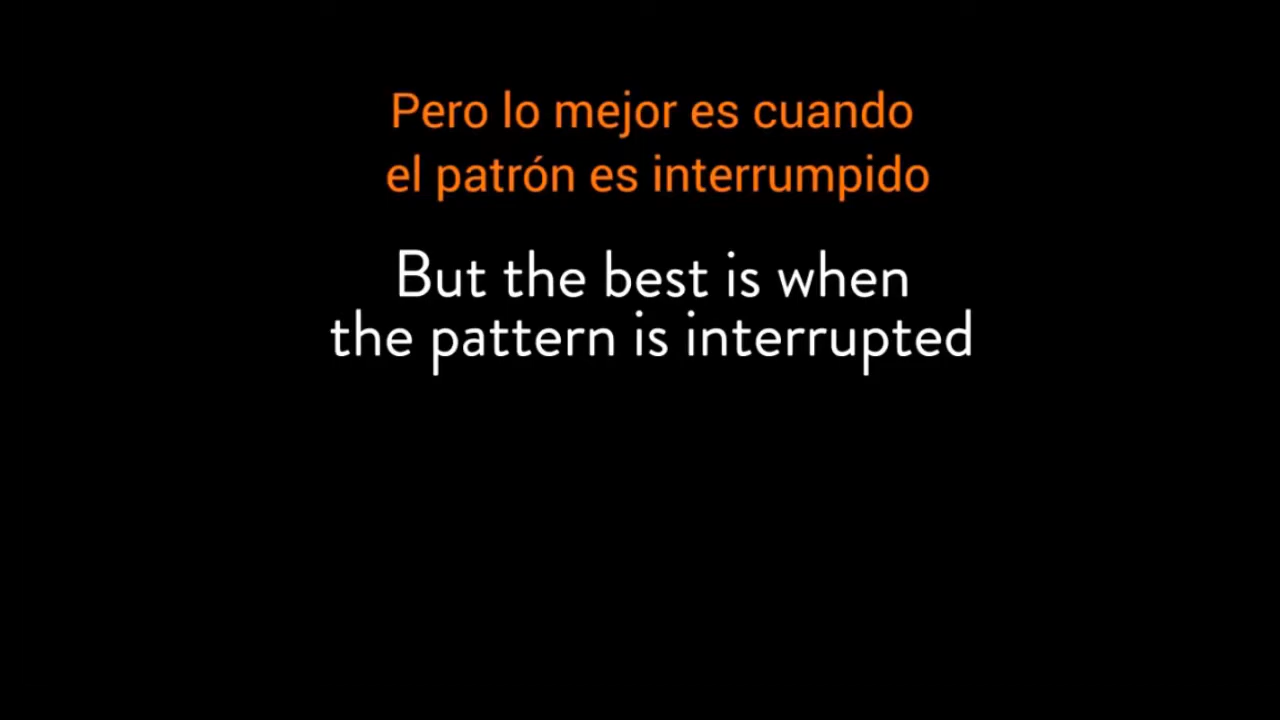 Pero lo mejor es cuando
el patrón es interrumpido
But the best is when
the pattern is interrupted